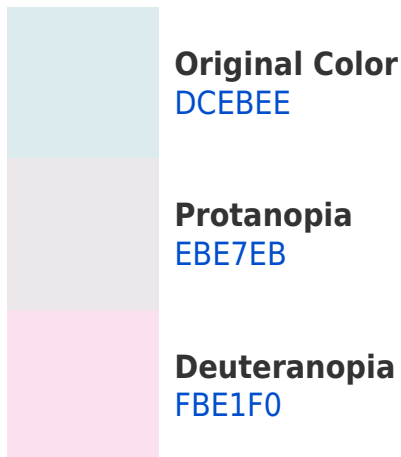 Original Color
DCEBEE
Protanopia
EBE7EB
Deuteranopia
FBE1F0